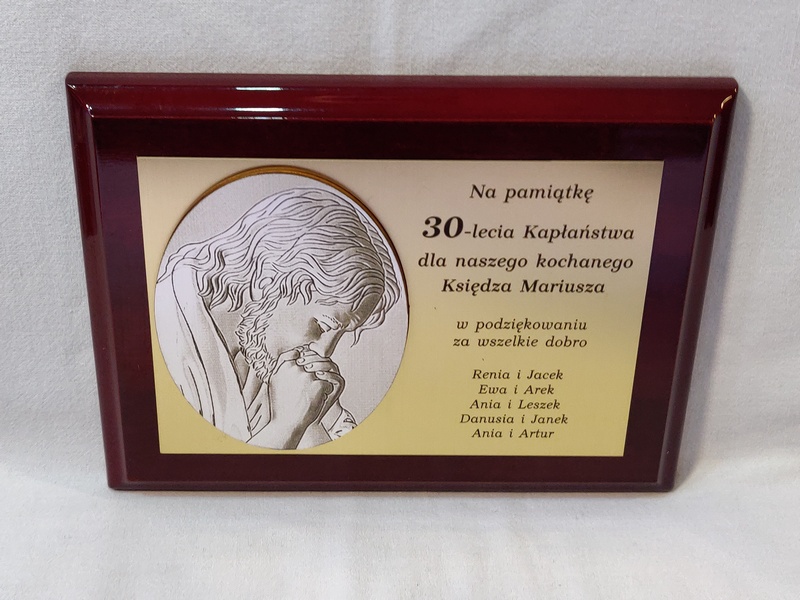 Na pamiątkę
30-lecia Kapłaństwa
dla naszego kochanego
Księdza Mariusza
w podziękowaniu
za wszelkie dobro
Renia i Jacek
Ewa i Arek
Ania i Leszek
Danusia i Janek
Ania i Artur